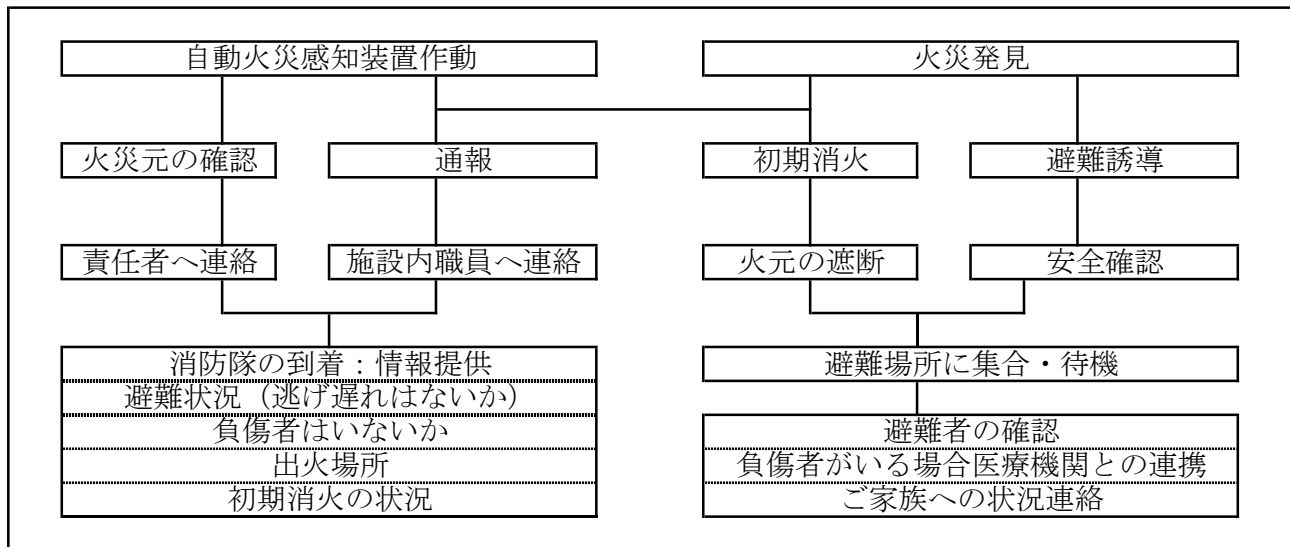 自動火災感知装置作動
火災発見
火災元の確認
通報
初期消火
避難誘導
責任者へ連絡
施設内職員へ連絡
火元の遮断
安全確認
消防隊の到着：情報提供
避難状況（逃げ遅れはないか）
負傷者はいないか
出火場所
初期消火の状況
避難場所に集合・待機
避難者の確認
負傷者がいる場合医療機関との連携
ご家族への状況連絡